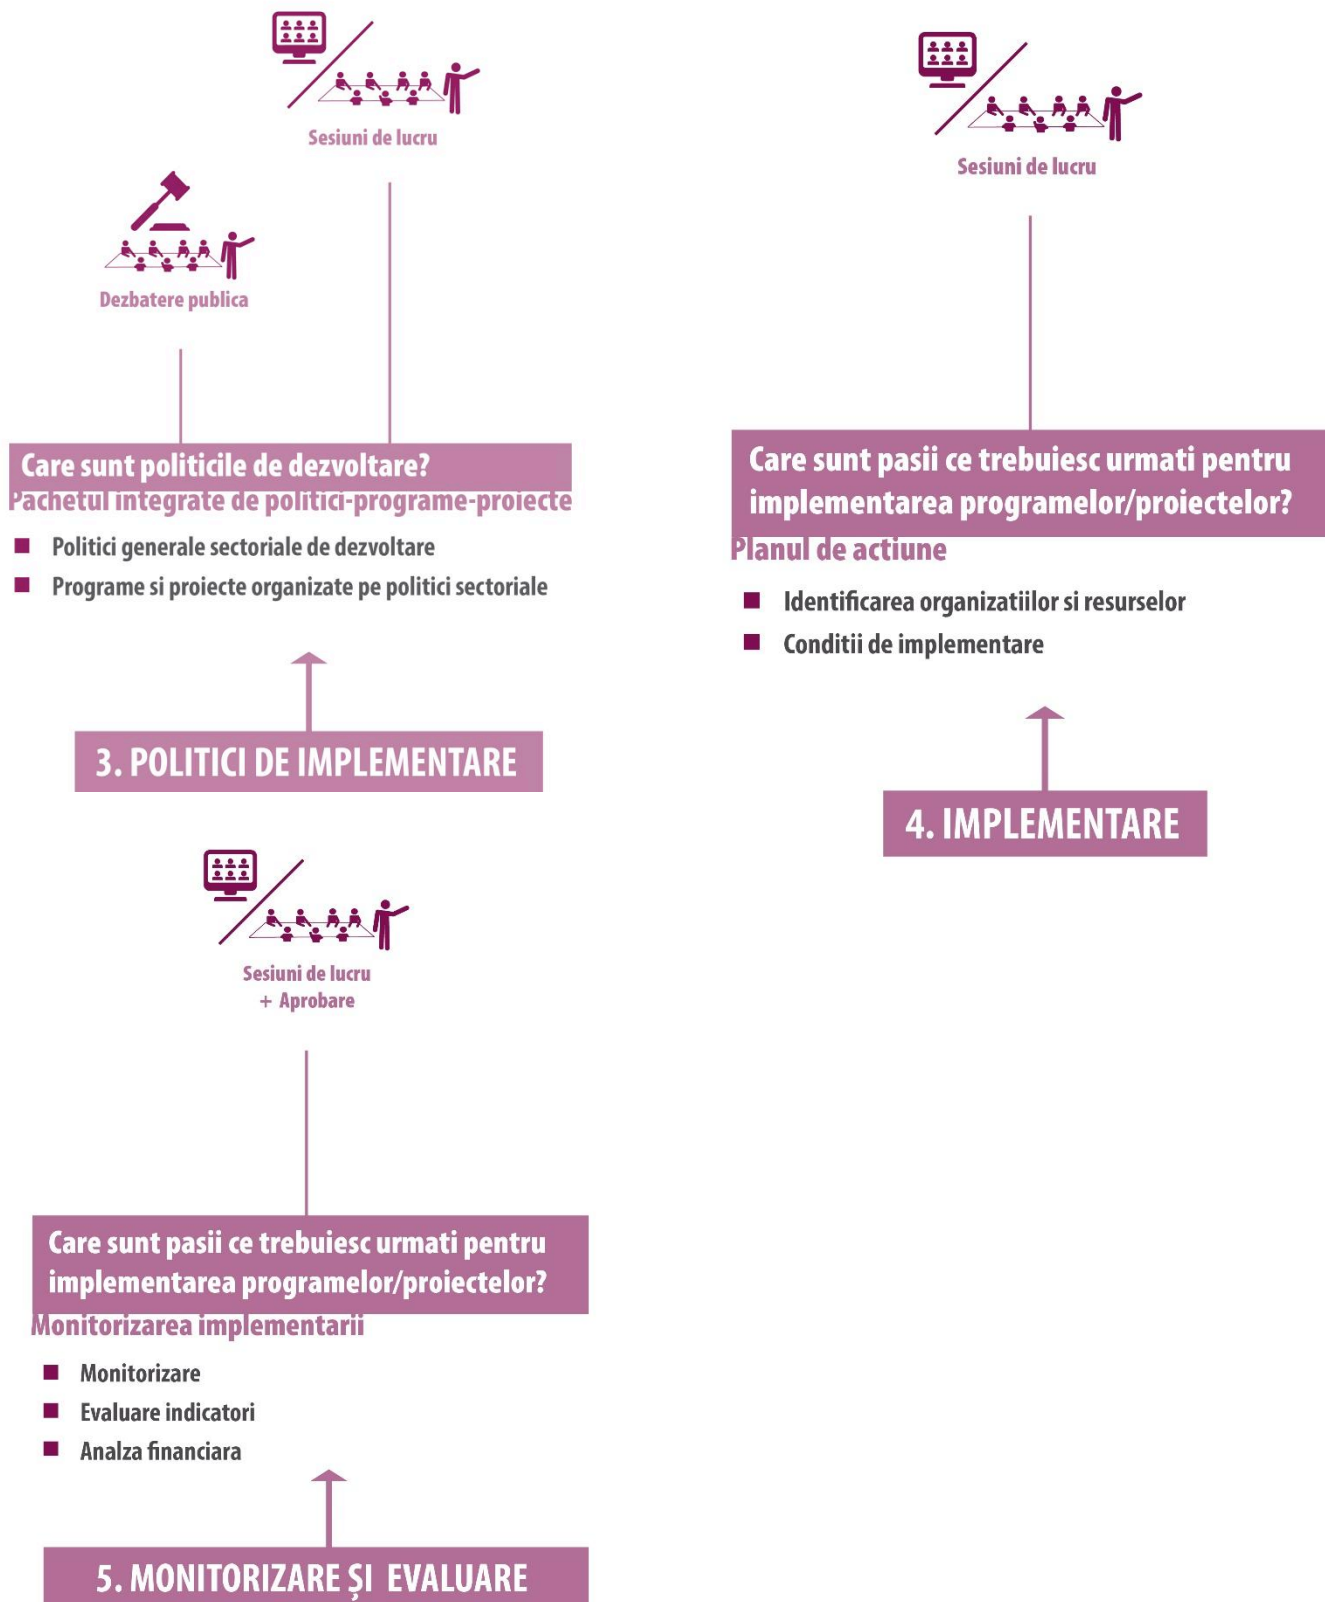 Sesiuni de lucru
Dezbatere publica
Care sunt politicile de dezvoltare?
Pachetul integrate de politici-programe-proiecte
Politici generale sectoriale de dezvoltare
Programe si proiecte organizate pe politici sectoriale
3. POLITICI DE IMPLEMENTARE
Sesiuni de lucru
Care sunt pasii ce trebuiesc urmati pentru
implementarea programelor/proiectelor?
Planul de actiune
Identificarea organizatiilor si resurselor
Conditii de implementare
4. IMPLEMENTARE
Sesiuni de lucru
+ Aprobare
Care sunt pasii ce trebuiesc urmati pentru
implementarea programelor/proiectelor?
Monitorizarea implementarii
Monitorizare
Evaluare indicatori
Analza financiara
5. MONITORIZARE ȘI EVALUARE